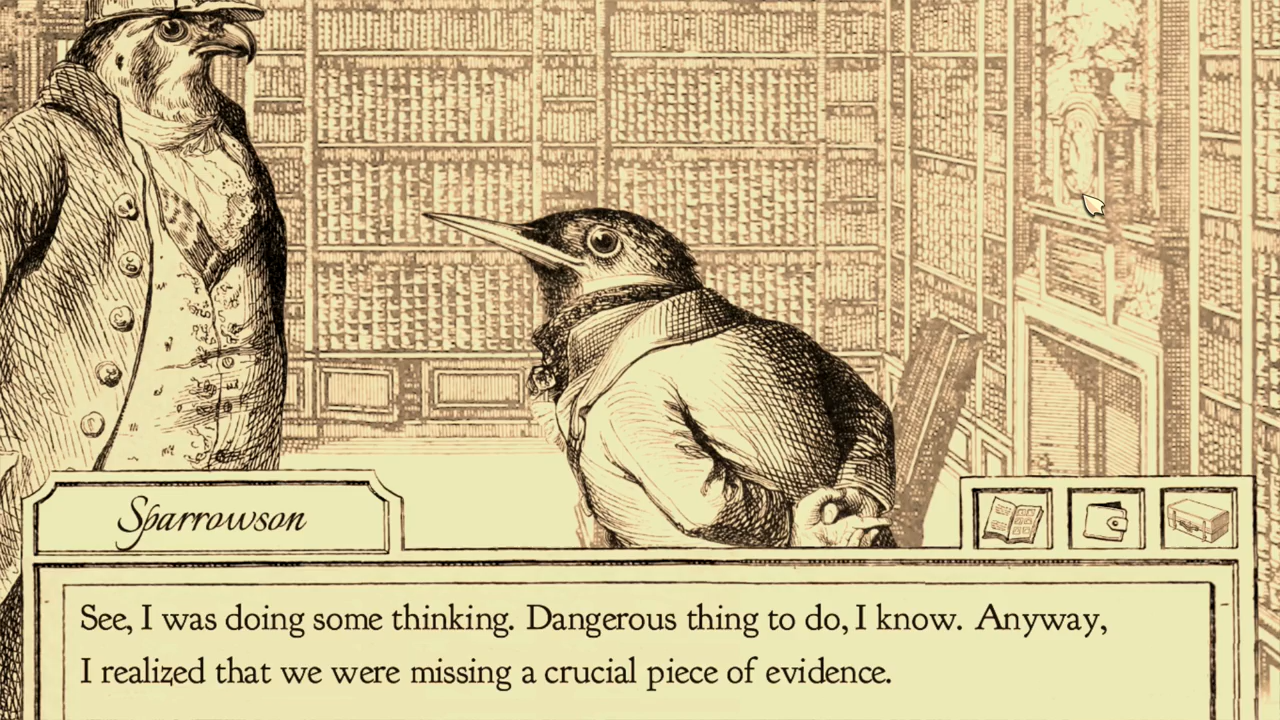 Sparrowson
See, I was doing some thinking. Dangerous thing to do, I know. Anyway,
I realized that we were missing a crucial piece of evidence.